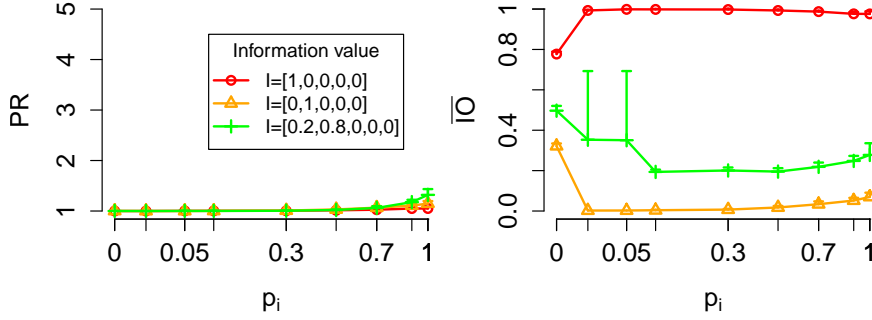 PR
5
4
3
2
1
Information value
I=[1,0,0,0,0]
I=[0,1,0,0,0]
I=[0.2,0.8,0,0,0]
0 0.05 0.3 0.7 1
pi
IO
1
0.8
0.4
0.0
0 0.05 0.3 0.7 1
pi